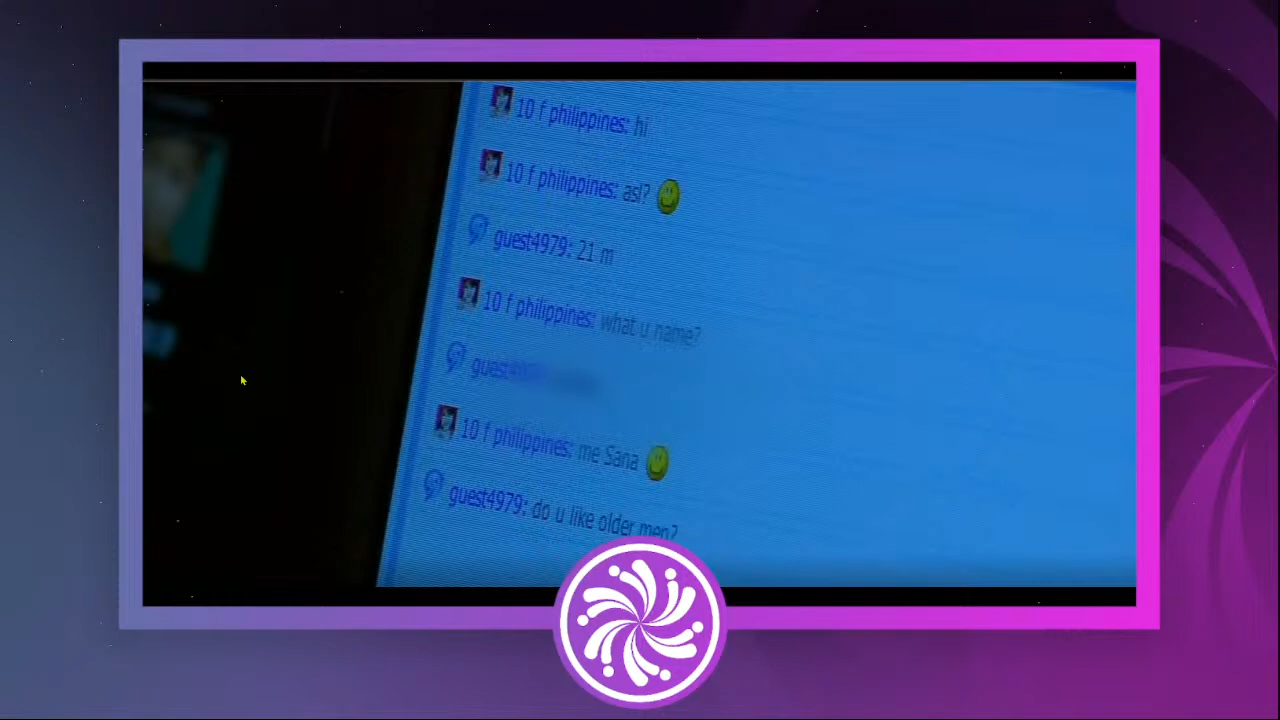 10 f philippines: hi
10 f philippines: asl?
guest4979: 21 m
10 f philippines: what u name?
10 f philippines: me Sana
guest4979: do u like older men?